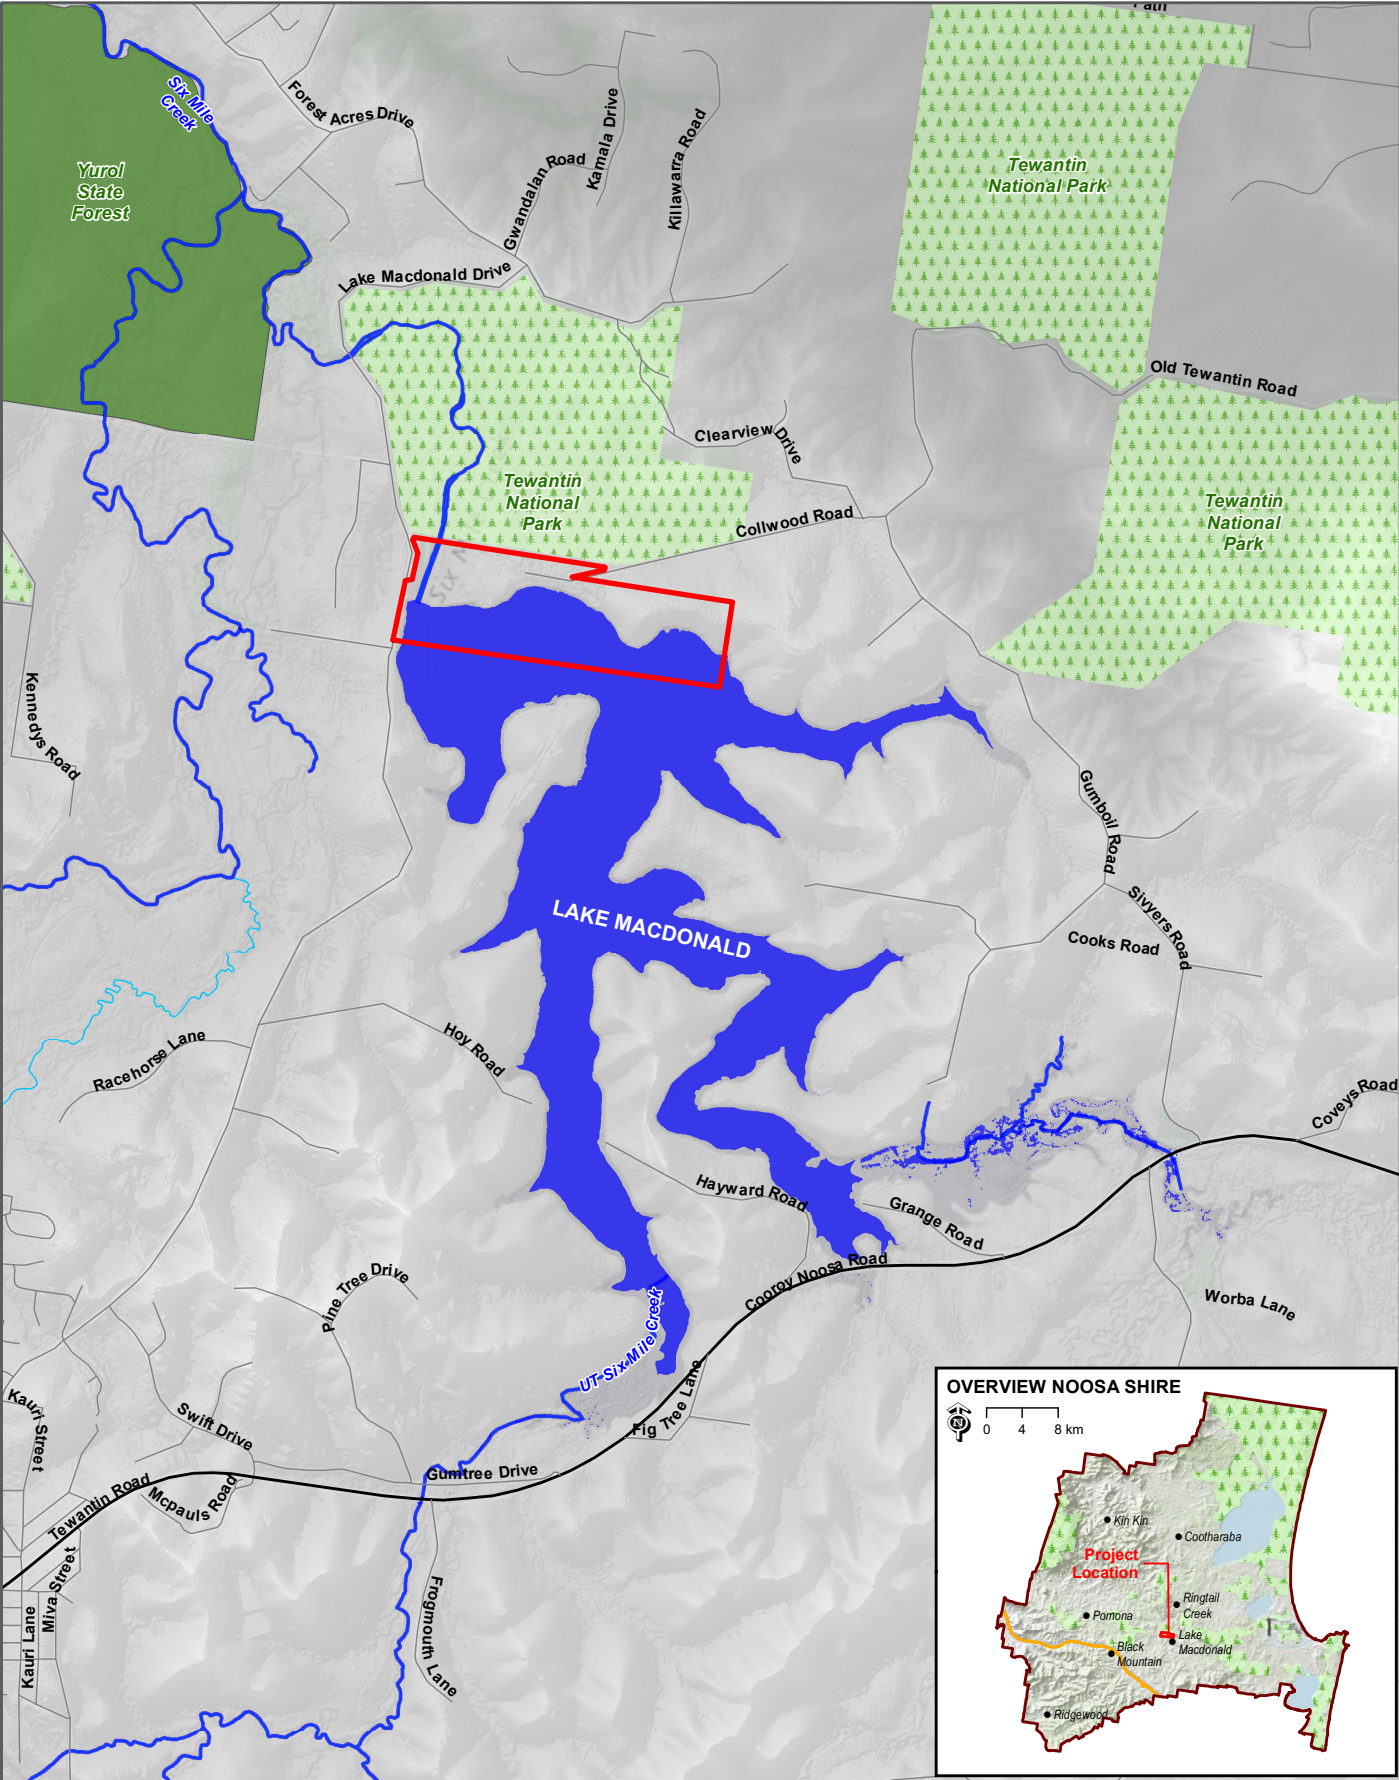 Path
Six Mile
Creek
Forest Acres Drive
Kamala Drive
Killawarra Road
Gwandalan Road
Yurol
State
Forest
Tewantin
National Park
Lake Macdonald Drive
Old Tewantin Road
Clearview Drive
Tewantin
National
Park
Tewantin
National
Park
Collwood Road
Six M
Kennedys Road
Gumboil Road
LAKE MACDONALD
Sivyers Road
Cooks Road
Racehorse Lane
Hoy Road
Coveys Road
Hayward Road
Grange Road
Cooroy Noosa Road
Pine Tree Drive
Worba Lane
UT Six Mile Creek
Fig Tree Lane
Kauri Street
Swift Drive
Gumtree Drive
Tewantin Road
Mcpauls Road
Miva Street
Kauri Lane
Frogmouth Lane
OVERVIEW NOOSA SHIRE
N
0 4 8 km
Kin Kin
Cootharaba
Project
Location
Ringtail
Creek
Pomona
Lake
Macdonald
Black
Mountain
Ridgewood